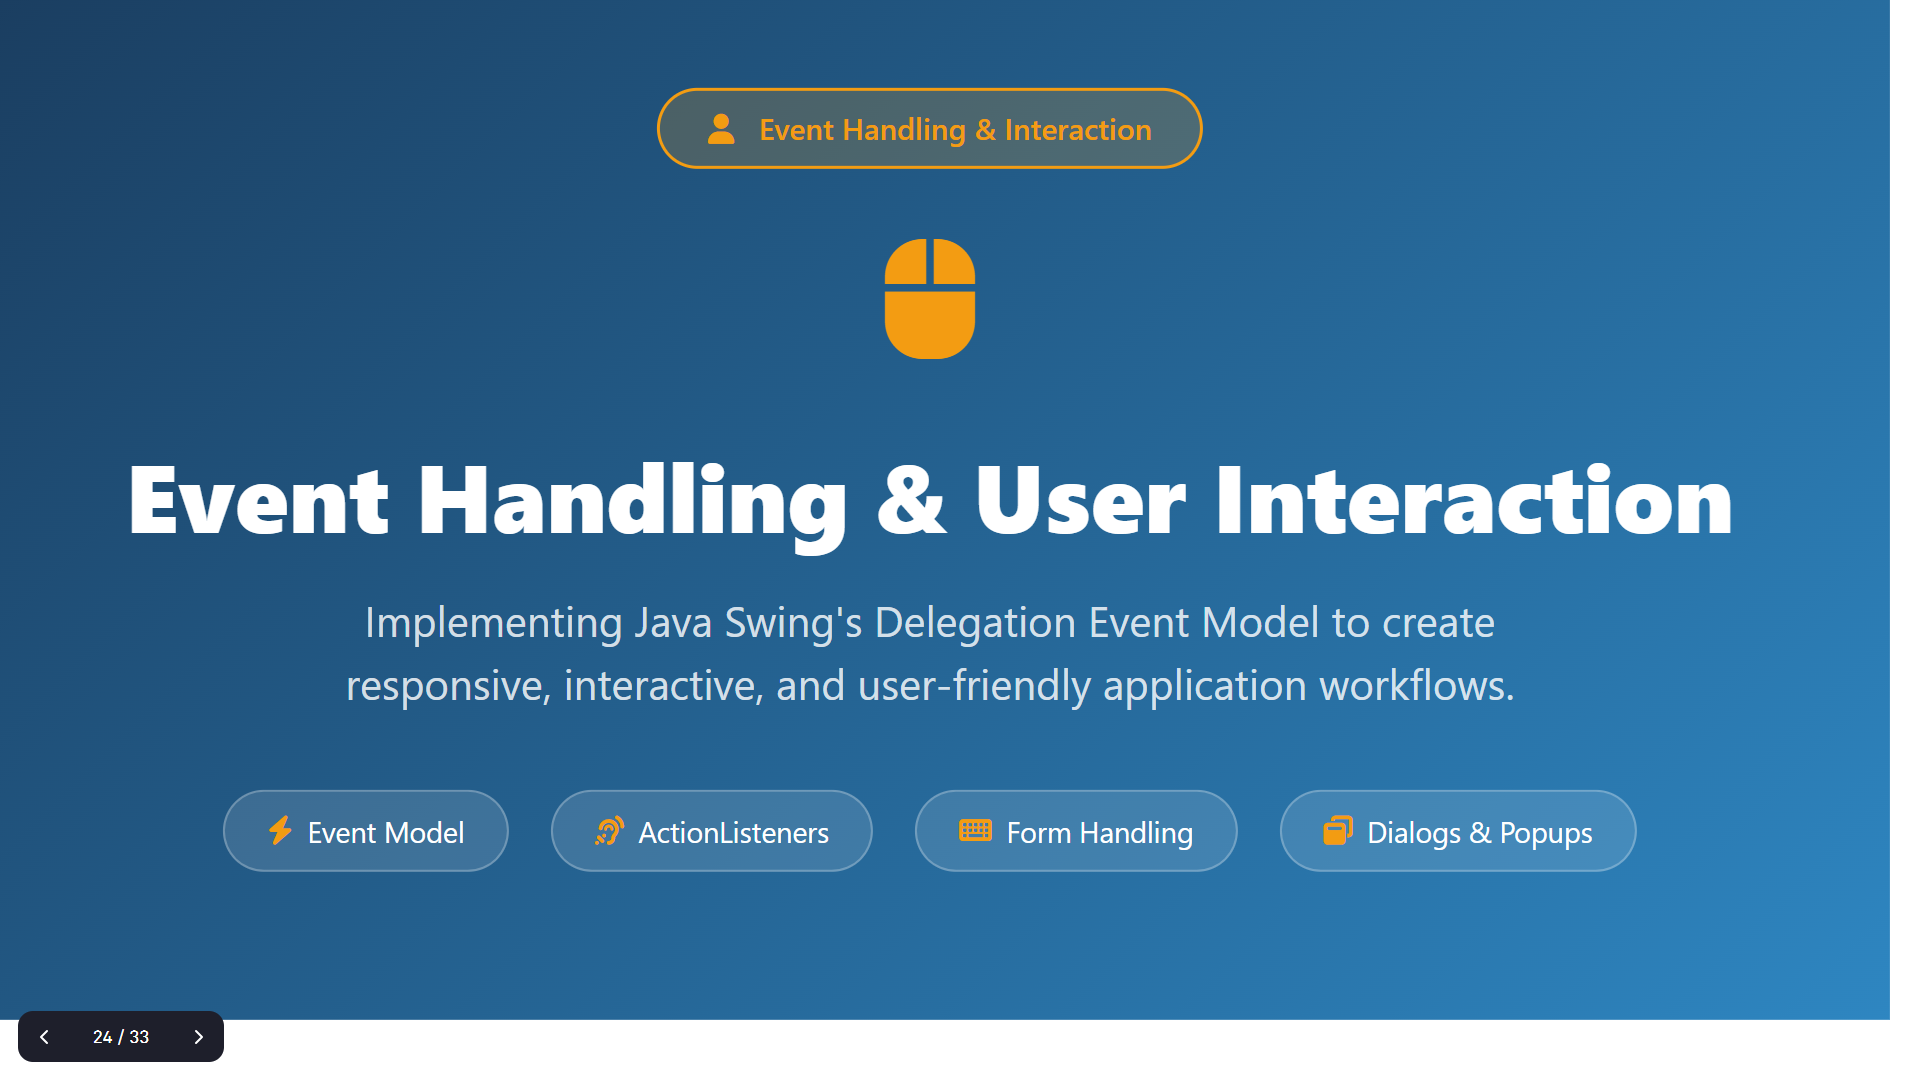 Event Handling & Interaction
Event Handling & User Interaction
Implementing Java Swing's Delegation Event Model to create
responsive, interactive, and user-friendly application workflows.
Event Model
ActionListeners
Form Handling
Dialogs & Popups
24 / 33